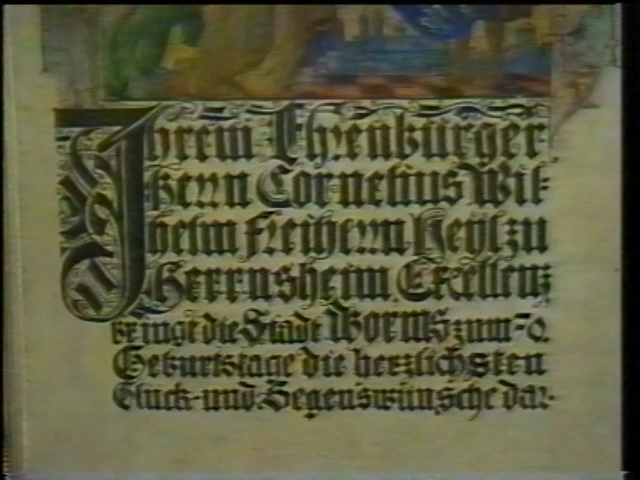 Ihrem Ehrenbürger
Herrn Cornelius Wil-
helm Freiherrn Heyl zu
Herrnsheim, Excellenz
bringt die Stadt Worms zum 70.
Geburtstage die herzlichsten
Glück- und Segenswünsche dar.